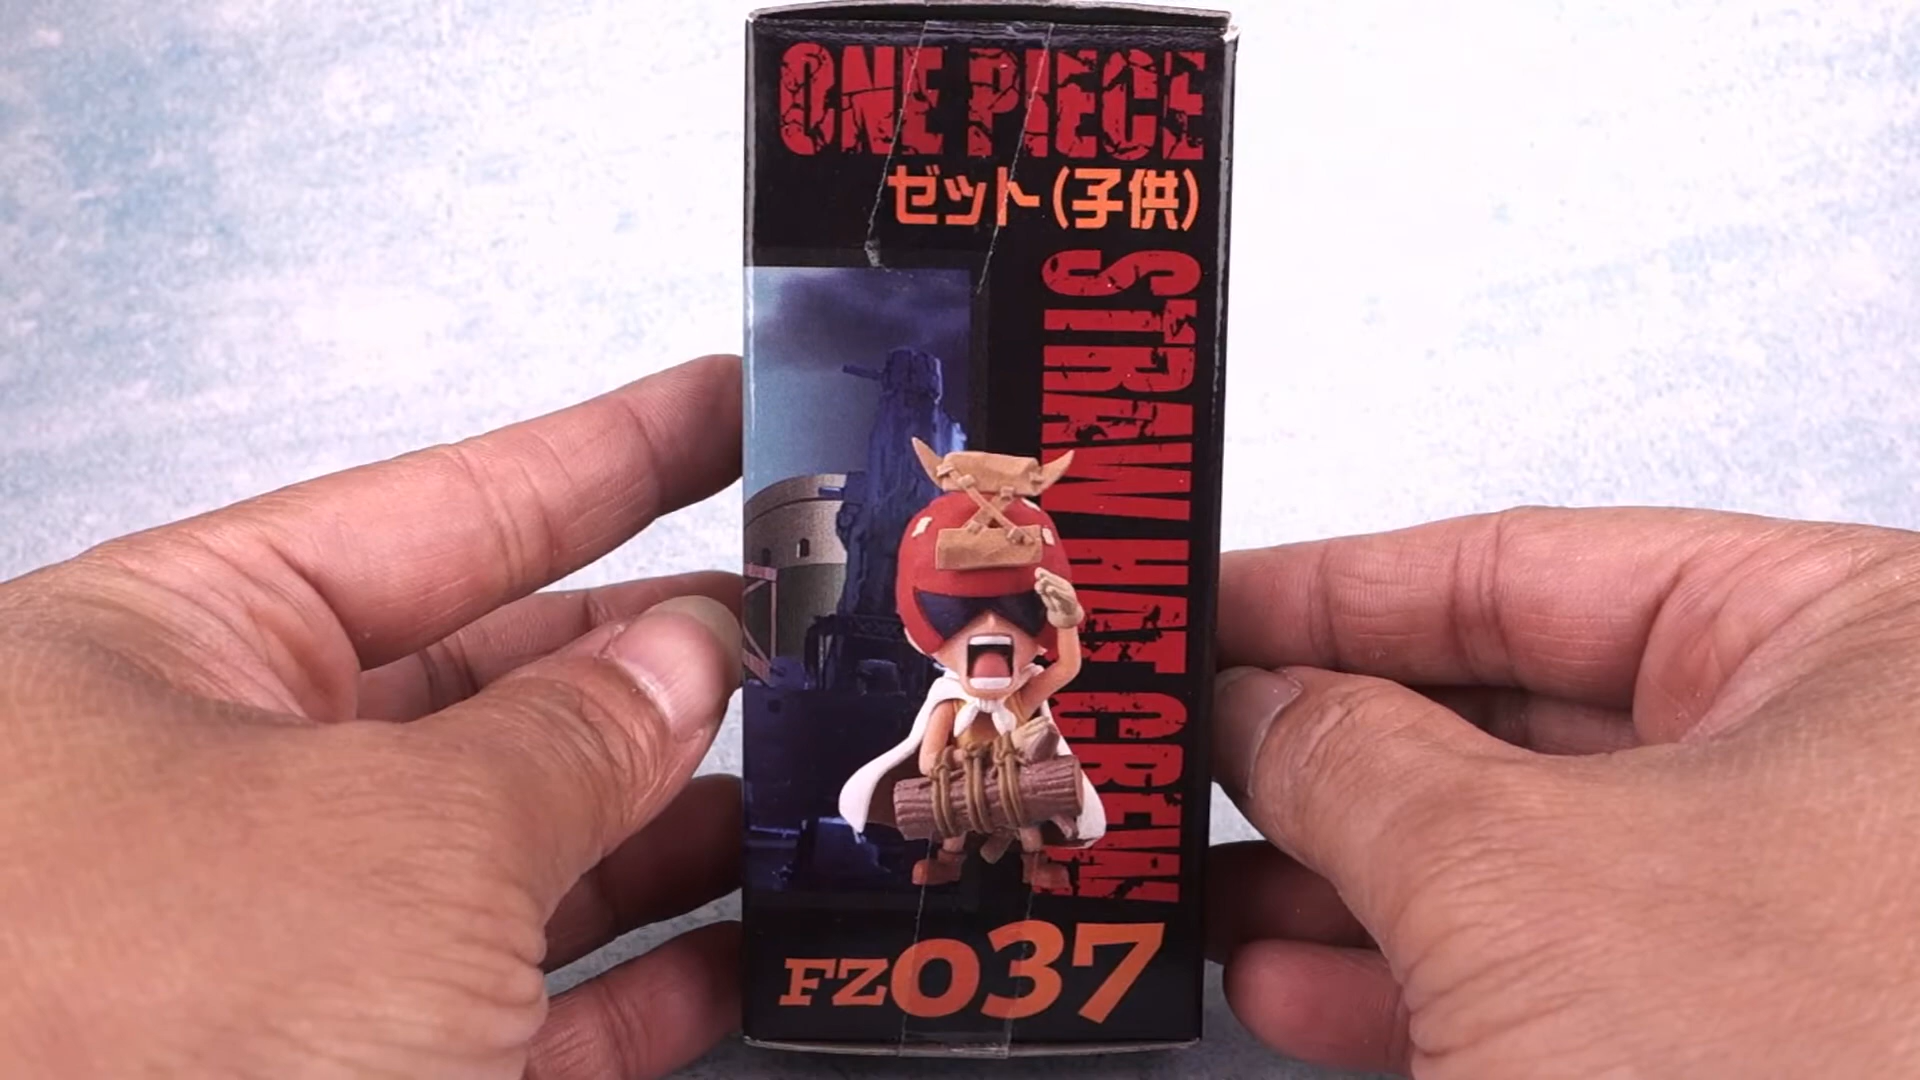 ONE PIECE
ゼット(子供)
STRAW HAT CREW
FZ037